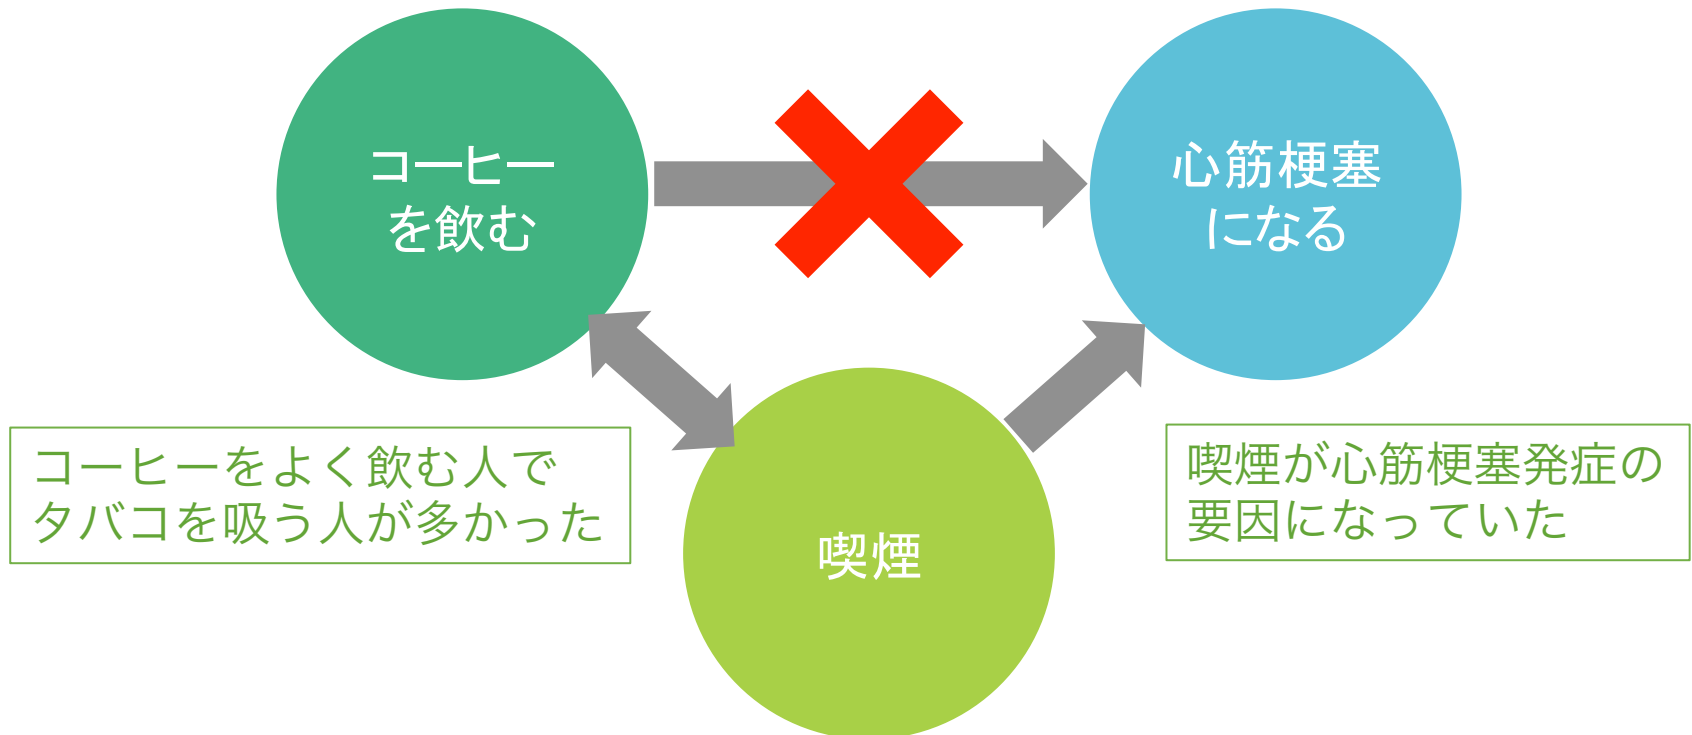 コーヒー
を飲む
心筋梗塞
になる
コーヒーをよく飲む人で
タバコを吸う人が多かった
喫煙
喫煙が心筋梗塞発症の
要因になっていた